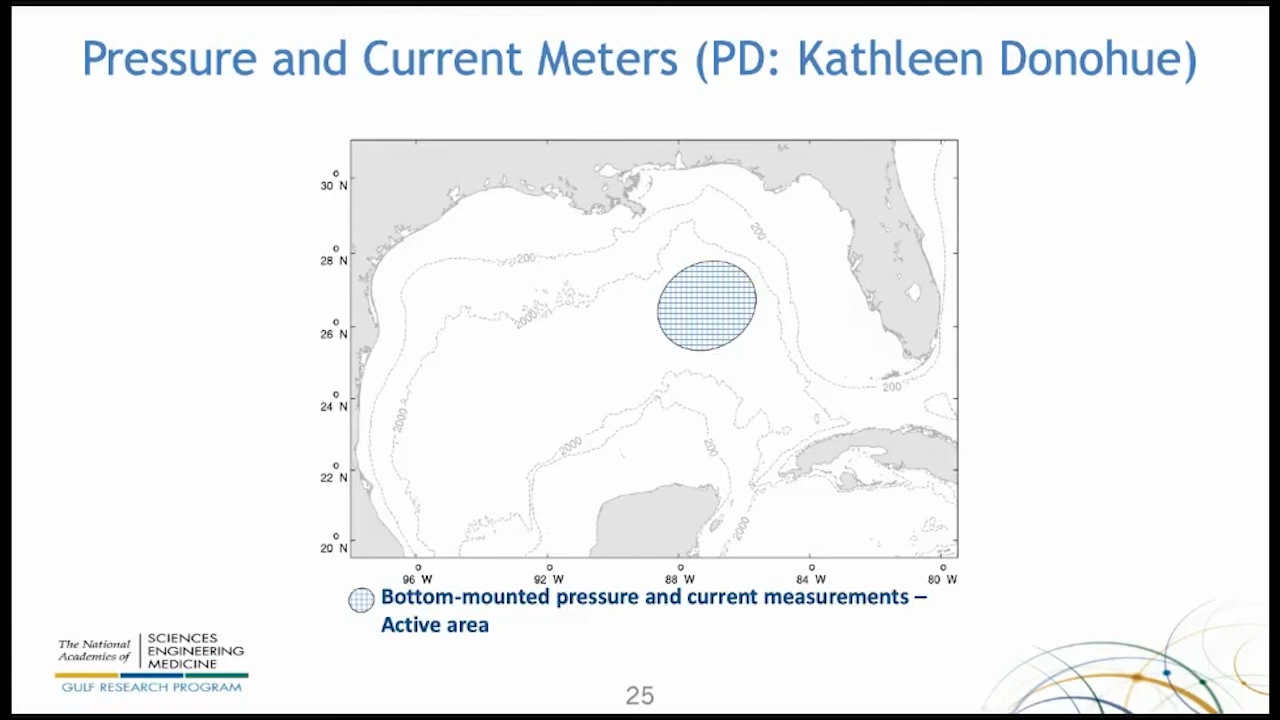 Pressure and Current Meters (PD: Kathleen Donohue)
30° N
28° N
26° N
24° N
22° N
20° N
200
200
2000
200
2000
2000
200
2000
96° W
92° W
88° W
84° W
80° W
Bottom-mounted pressure and current measurements –
Active area
The National
Academies of
SCIENCES
ENGINEERING
MEDICINE
GULF RESEARCH PROGRAM
25